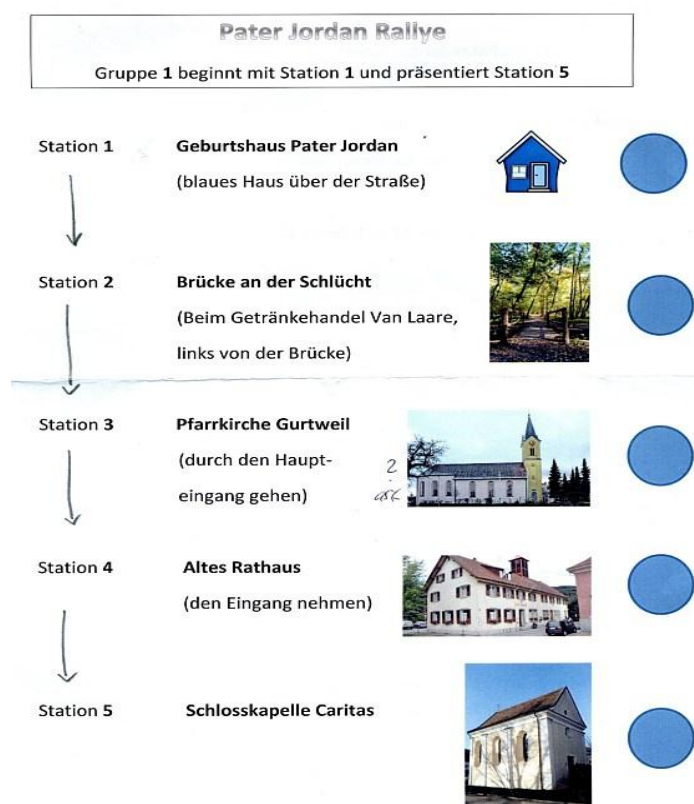 Pater Jordan Rallye
Gruppe 1 beginnt mit Station 1 und präsentiert Station 5
Station 1 Geburtshaus Pater Jordan
(blaues Haus über der Straße)
Station 2 Brücke an der Schlücht
(Beim Getränkehandel Van Laare,
links von der Brücke)
Station 3 Pfarrkirche Gurtweil
(durch den Haupt-
eingang gehen)
Station 4 Altes Rathaus
(den Eingang nehmen)
Station 5 Schlosskapelle Caritas